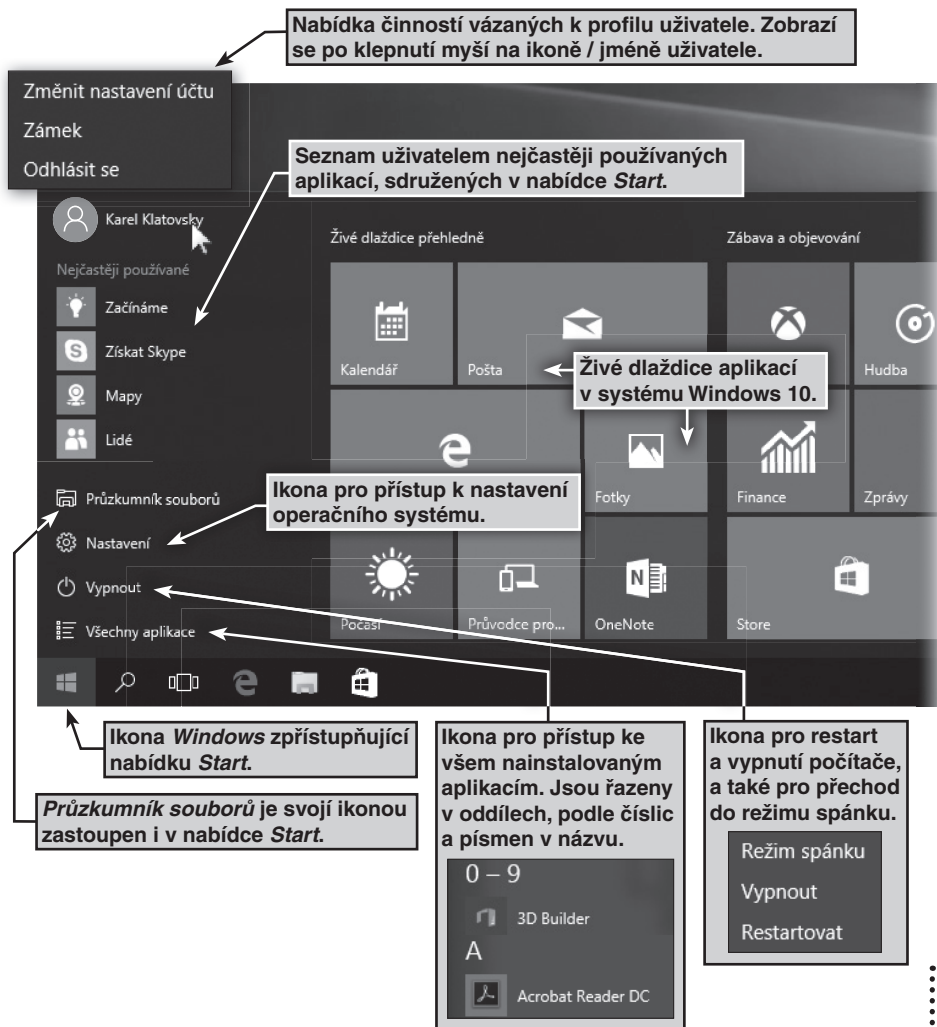 Nabídka činností vázaných k profilu uživatele. Zobrazí
se po klepnutí myší na ikoně / jméně uživatele.
Změnit nastavení účtu
Zámek
Odhlásit se
Seznam uživatelem nejčastěji používaných
aplikací, sdružených v nabídce Start.
Karel Klatovsky
Nejčastěji používané
Začínáme
Získat Skype
Mapy
Lidé
Živé dlaždice přehledně
Zábava a objevování
Kalendář
Pošta
Hudba
Živé dlaždice aplikací
v systému Windows 10.
Fotky
Finance
Zprávy
Průzkumník souborů
Ikona pro přístup k nastavení
operačního systému.
Nastavení
Vypnout
Všechny aplikace
Počasí
Průvodce pro...
OneNote
Store
Ikona Windows zpřístupňující
nabídku Start.
Průzkumník souborů je svojí ikonou
zastoupen i v nabídce Start.
Ikona pro přístup ke
všem nainstalovaným
aplikacím. Jsou řazeny
v oddílech, podle číslic
a písmen v názvu.
0 – 9
3D Builder
A
Acrobat Reader DC
Ikona pro restart
a vypnutí počítače,
a také pro přechod
do režimu spánku.
Režim spánku
Vypnout
Restartovat